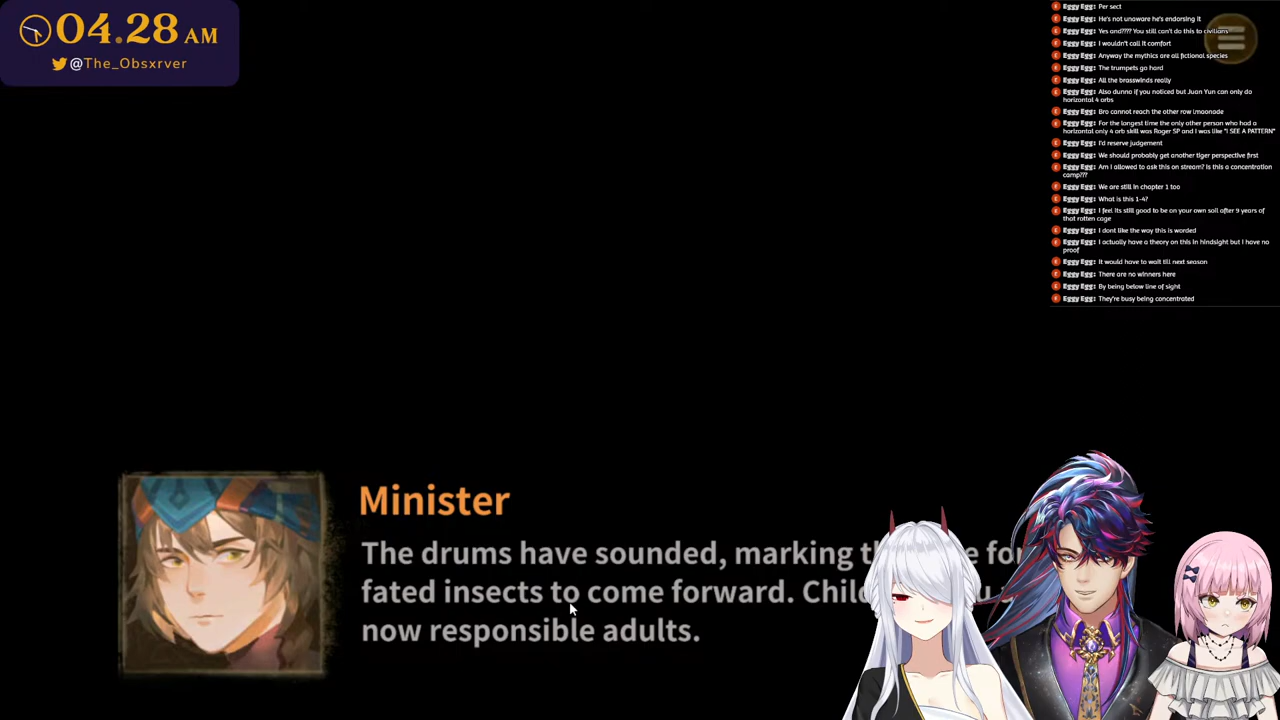 04.28 AM
@The_Obsxrver
Eggy Egg: Per sect
Eggy Egg: He's not unaware he's endorsing it
Eggy Egg: Yes and???? You still can't do this to civilians
Eggy Egg: I wouldn't call it comfort
Eggy Egg: Anyway the mythics are all fictional species
Eggy Egg: The trumpets go hard
Eggy Egg: All the brasswinds really
Eggy Egg: Also dunno if you noticed but Juan Yun can only do
horizontal 4 orbs
Eggy Egg: Bro cannot reach the other row lmaonade
Eggy Egg: For the longest time the only other person who had a
horizontal only 4 orb skill was Roger SP and I was like "I SEE A PATTERN"
Eggy Egg: I'd reserve judgement
Eggy Egg: We should probably get another tiger perspective first
Eggy Egg: Am I allowed to ask this on stream? Is this a concentration
camp???
Eggy Egg: We are still in chapter 1 too
Eggy Egg: What is this 1-4?
Eggy Egg: I feel its still good to be on your own soil after 9 years of
that rotten cage
Eggy Egg: I dont like the way this is worded
Eggy Egg: I actually have a theory on this in hindsight but I have no
proof
Eggy Egg: It would have to wait till next season
Eggy Egg: There are no winners here
Eggy Egg: By being below line of sight
Eggy Egg: They're busy being concentrated
Minister
The drums have sounded, marking
fated insects to come forward.
now responsible adults.